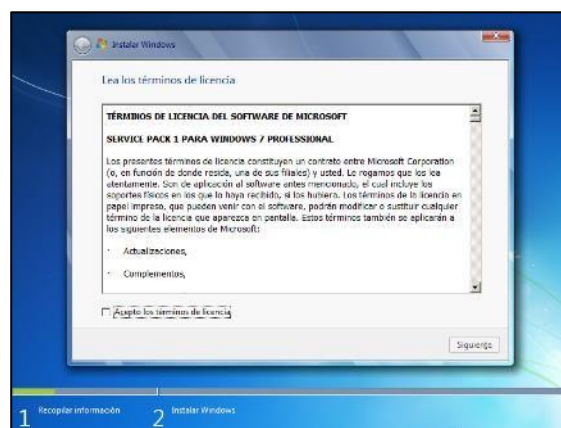 Instalar Windows
Lea los términos de licencia
TÉRMINOS DE LICENCIA DEL SOFTWARE DE MICROSOFT
SERVICE PACK 1 PARA WINDOWS 7 PROFESSIONAL
Los presentes términos de licencia constituyen un contrato entre Microsoft Corporation
(o, en función de donde resida, una de sus filiales) y usted. Le rogamos que los lea
atentamente. Son de aplicación al software antes mencionado, el cual incluye los
soportes físicos en los que lo haya recibido, si los hubiera. Los términos de la licencia en
papel impreso, que pueden venir con el software, podrán modificar o sustituir cualquier
término de la licencia que aparezca en pantalla. Estos términos también se aplicarán a
los siguientes elementos de Microsoft:
· Actualizaciones,
· Complementos,
Acepto los términos de licencia
Siguiente
1 Recopilar información 2 Instalar Windows